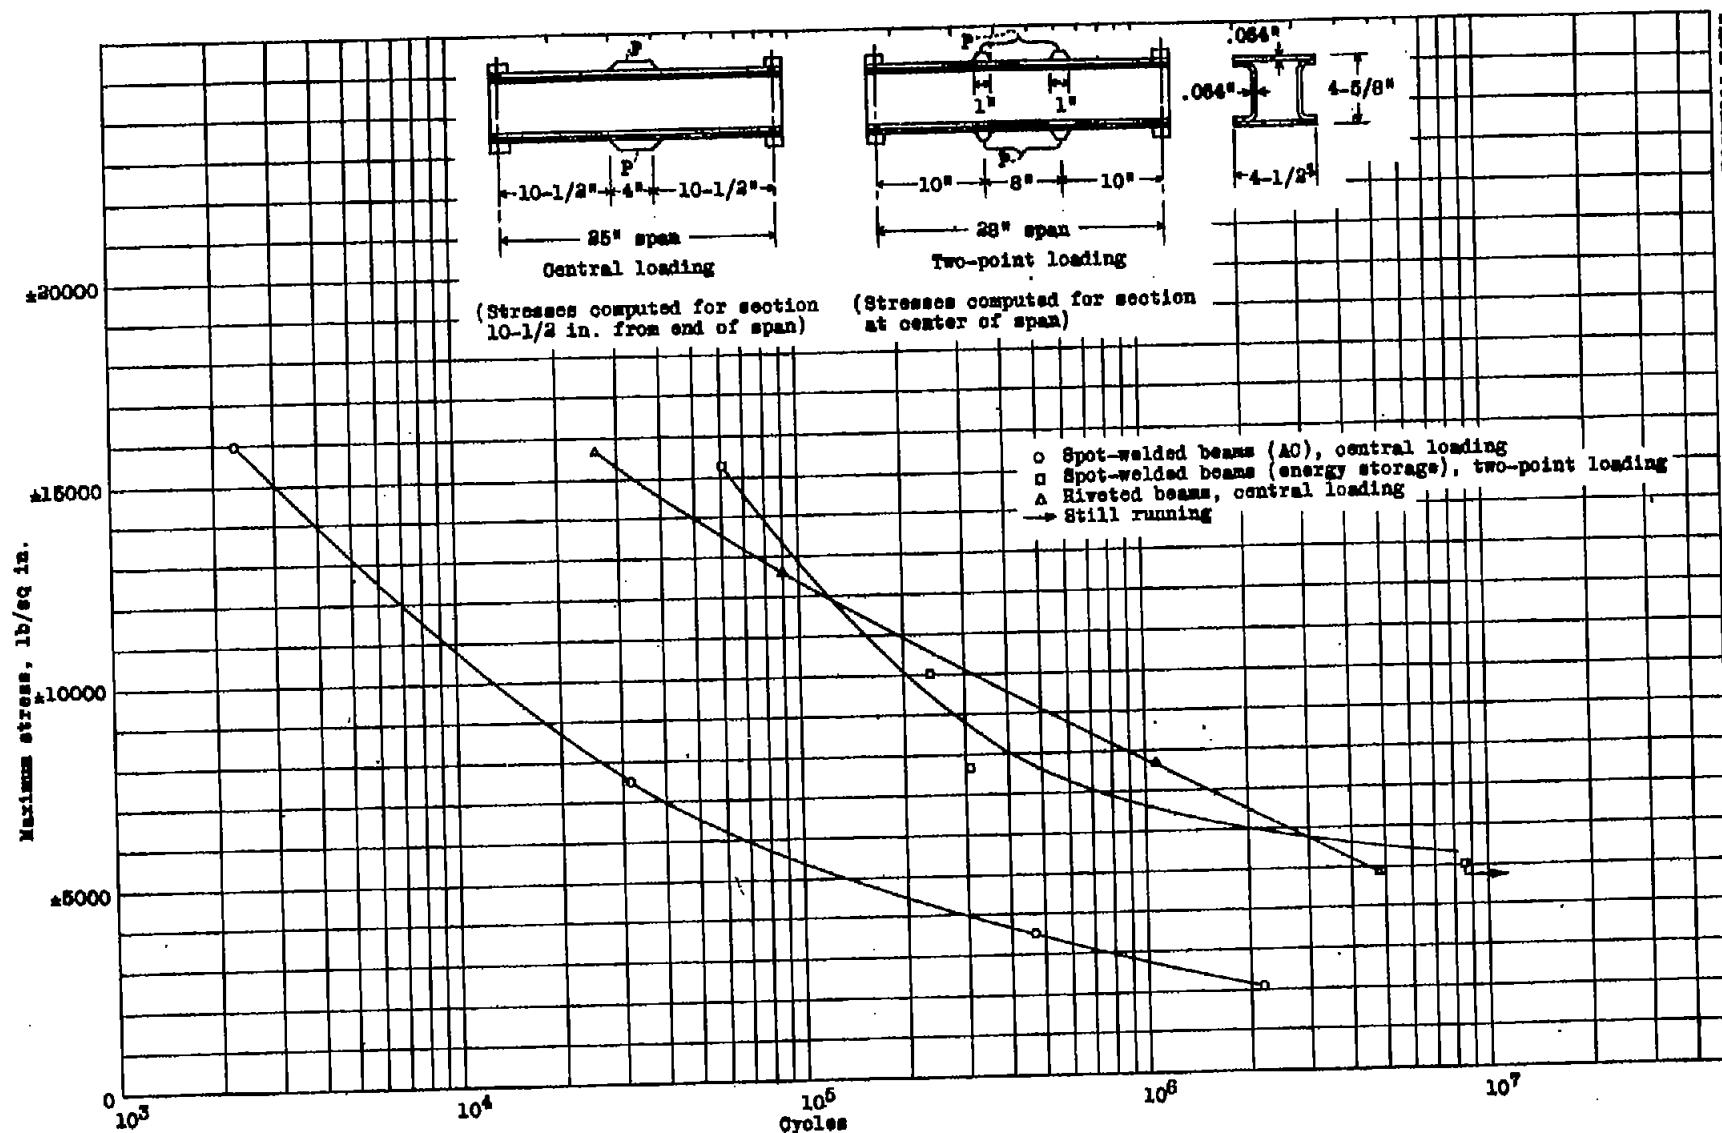 P
P
10-1/2"
4"
10-1/2"
25" span
Central loading
(Stresses computed for section
10-1/2 in. from end of span)
P
1"
1"
P
10"
8"
10"
28" span
Two-point loading
(Stresses computed for section
at center of span)
.064"
.064"
4-5/8"
4-1/2"
Spot-welded beams (AC), central loading
Spot-welded beams (energy storage), two-point loading
Riveted beams, central loading
Still running
Maximum stress, lb/sq in.
±20000
±15000
±10000
±5000
0
10³
10⁴
10⁵
10⁶
10⁷
Cycles